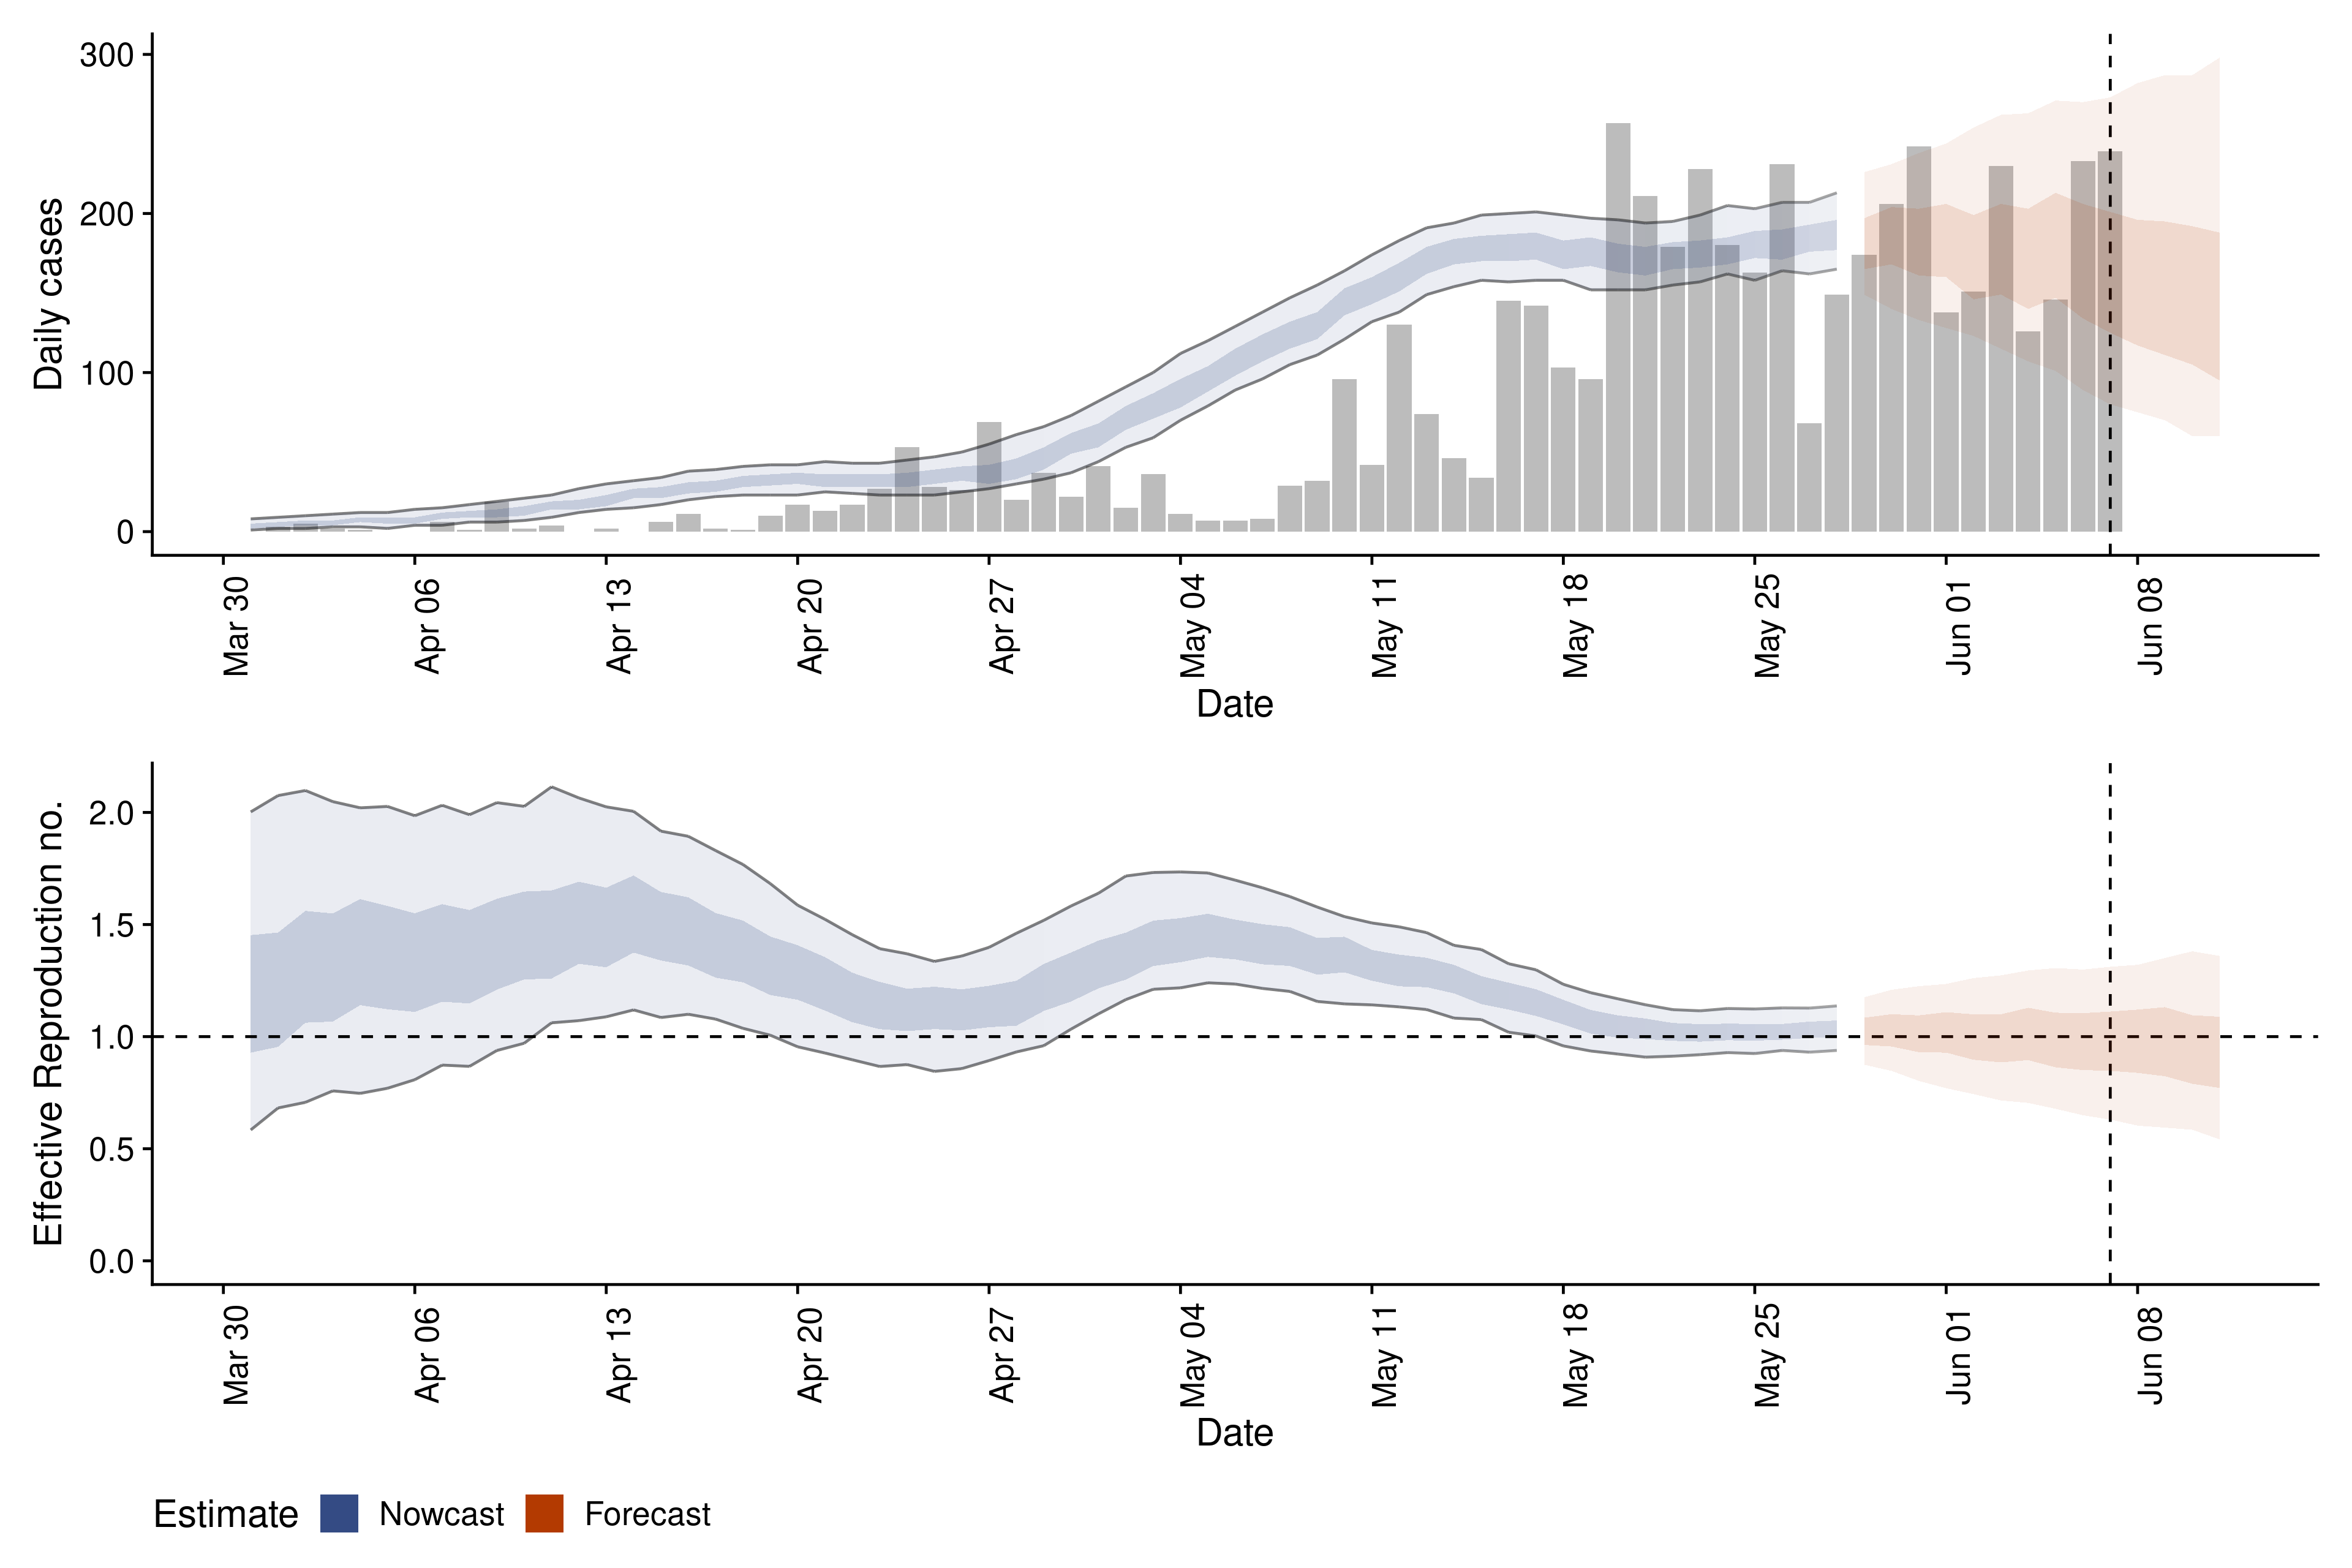 Daily cases
300
200
100
0
Mar 30
Apr 06
Apr 13
Apr 20
Apr 27
May 04
May 11
May 18
May 25
Jun 01
Jun 08
Date
Effective Reproduction no.
2.0
1.5
1.0
0.5
0.0
Mar 30
Apr 06
Apr 13
Apr 20
Apr 27
May 04
May 11
May 18
May 25
Jun 01
Jun 08
Date
Estimate Nowcast Forecast